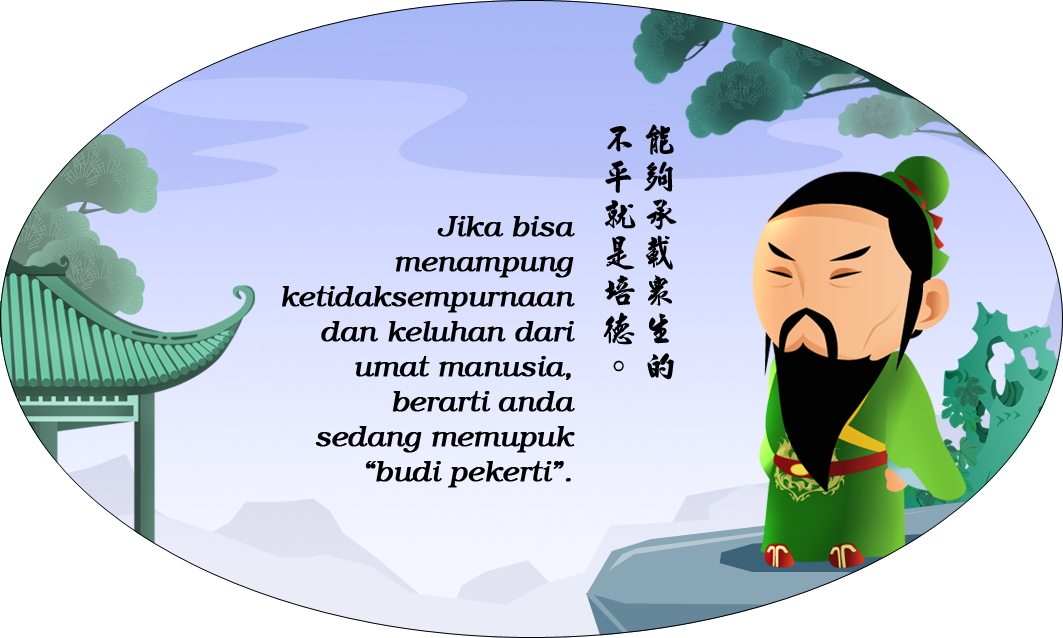 能夠承載眾生的
不平就是培德。
Jika bisa
menampung
ketidaksempurnaan
dan keluhan dari
umat manusia,
berarti anda
sedang memupuk
“budi pekerti”.